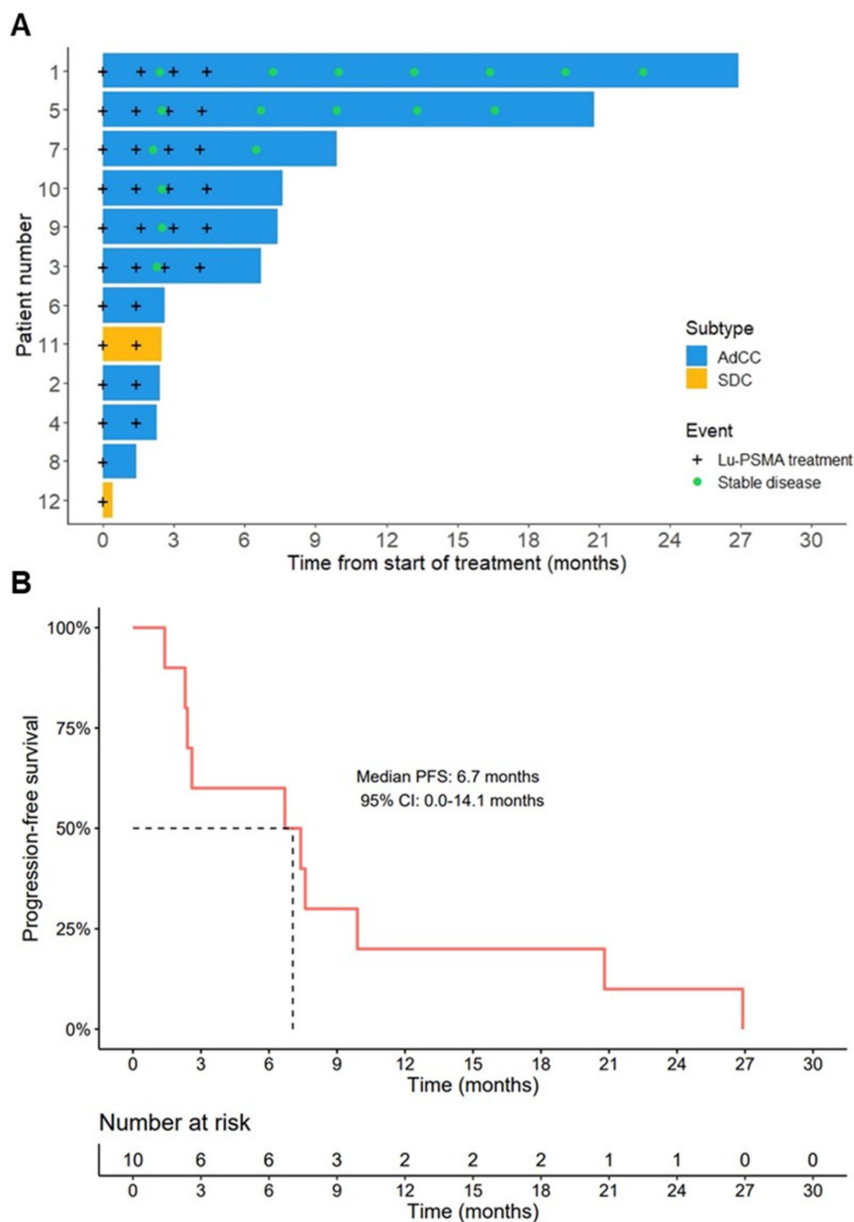 A
Patient number
1
5
7
10
9
3
6
11
2
4
8
12
Subtype
AdCC
SDC
Event
+ Lu-PSMA treatment
Stable disease
0 3 6 9 12 15 18 21 24 27 30
Time from start of treatment (months)
B
Progression-free survival
100%
75%
50%
25%
0%
Median PFS: 6.7 months
95% CI: 0.0-14.1 months
0 3 6 9 12 15 18 21 24 27 30
Time (months)
Number at risk
10 6 6 3 2 2 2 1 1 0 0
0 3 6 9 12 15 18 21 24 27 30
Time (months)